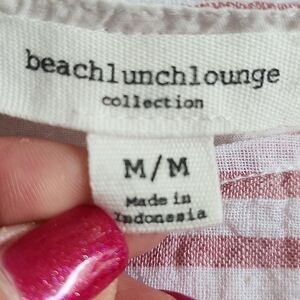 beachlunchlounge
collection
M/M
Made in
Indonesia